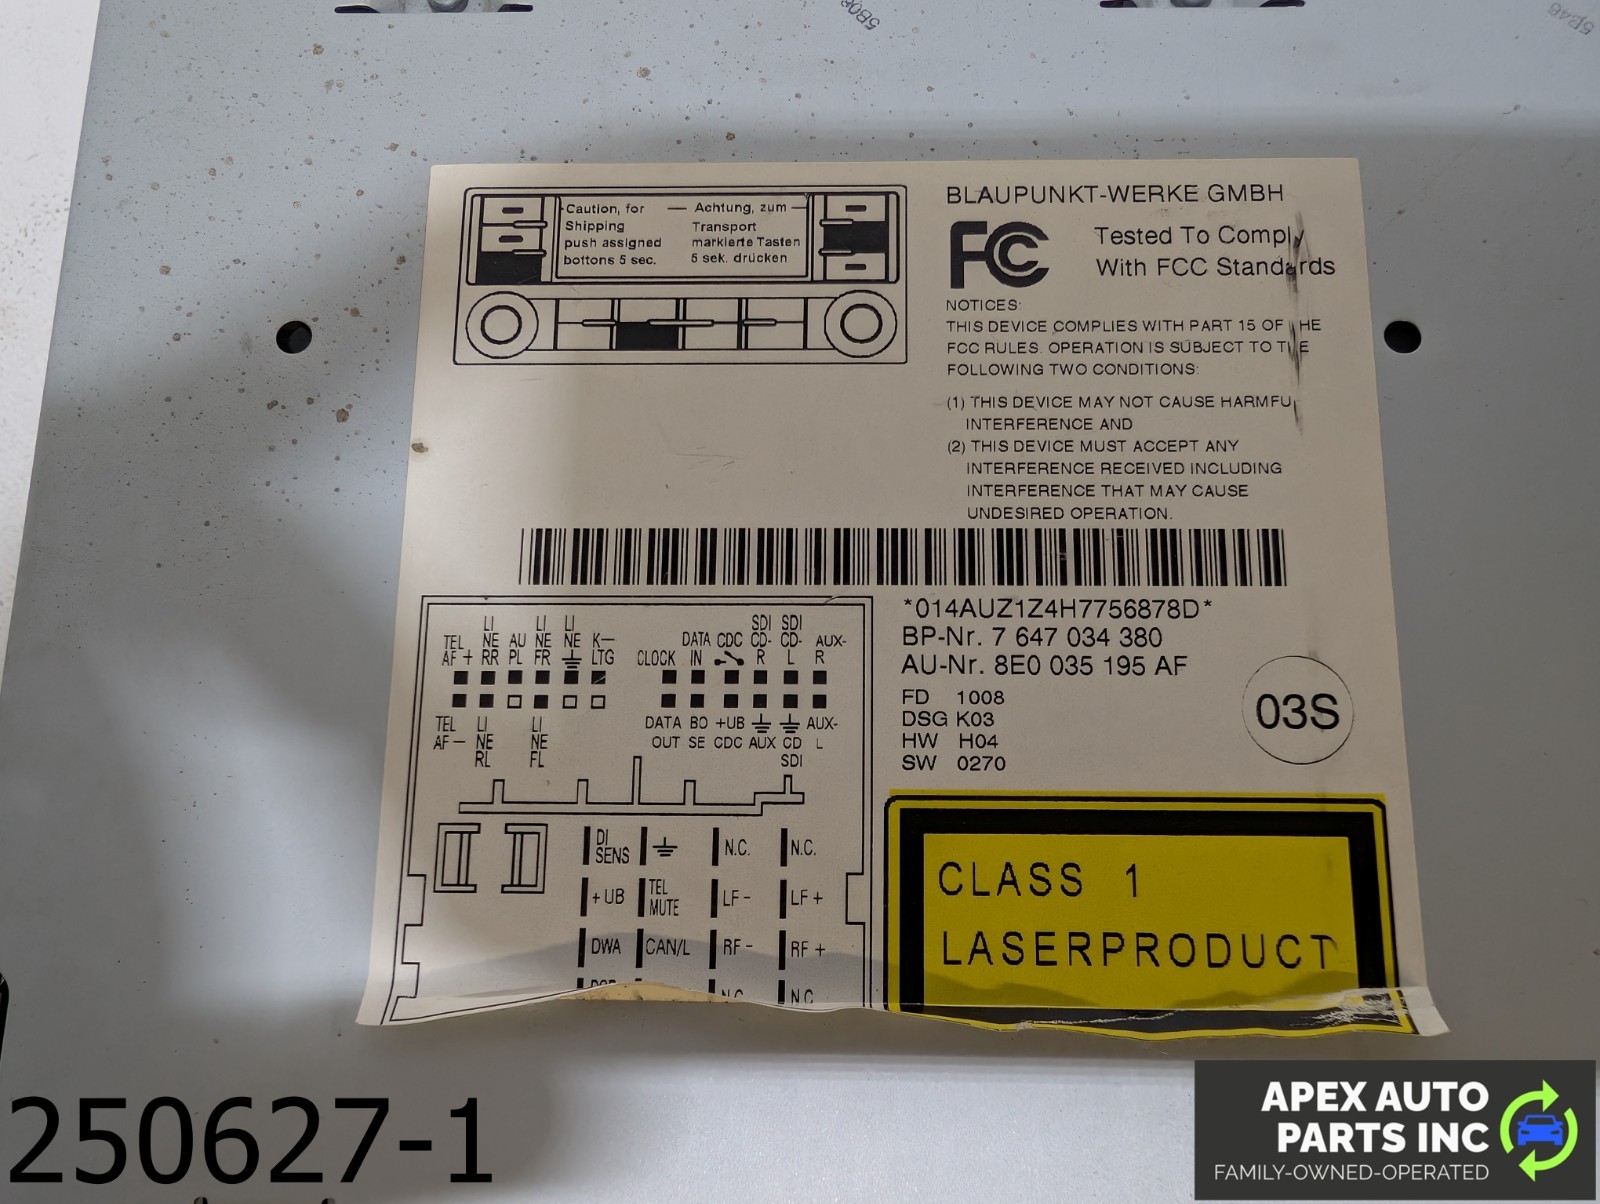 5B08
5B4B
Caution, for — Achtung, zum —
Shipping Transport
push assigned markierte Tasten
bottons 5 sec. 5 sek. drücken
BLAUPUNKT-WERKE GMBH
FC Tested To Comply
With FCC Standards
NOTICES:
THIS DEVICE COMPLIES WITH PART 15 OF THE
FCC RULES. OPERATION IS SUBJECT TO THE
FOLLOWING TWO CONDITIONS:
(1) THIS DEVICE MAY NOT CAUSE HARMFU
INTERFERENCE AND
(2) THIS DEVICE MUST ACCEPT ANY
INTERFERENCE RECEIVED INCLUDING
INTERFERENCE THAT MAY CAUSE
UNDESIRED OPERATION.
*014AUZ1Z4H7756878D*
BP-Nr. 7 647 034 380
AU-Nr. 8E0 035 195 AF
FD 1008
DSG K03
HW H04
SW 0270
03S
LI LI LI SDI SDI
TEL NE AU NE NE K— DATA CDC CD- CD- AUX-
AF + RR PL FR LTG CLOCK IN R L R
TEL LI LI DATA BO +UB AUX-
AF − NE NE OUT SE CDC AUX CD L
RL FL SDI
DI
SENS N.C. N.C.
+ UB TEL MUTE LF − LF +
DWA CAN/L RF − RF +
N.C N.C
CLASS 1
LASERPRODUCT
250627-1
APEX AUTO
PARTS INC
FAMILY-OWNED-OPERATED